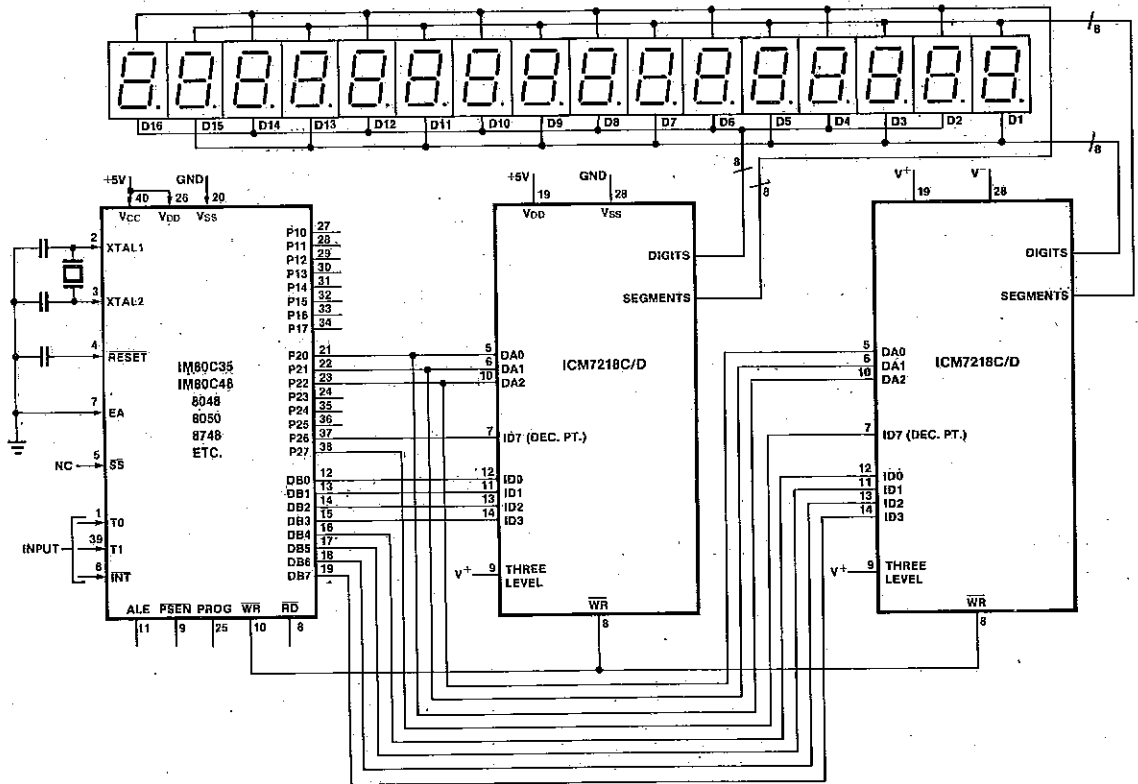 8
D16 D15 D14 D13 D12 D11 D10 D9 D8 D7 D6 D5 D4 D3 D2 D1
8
8
8
+5V GND
40 26 20
VCC VDD VSS
2 XTAL1
3 XTAL2
4 RESET
7 EA
NC 5 SS
INPUT
1 T0
39 T1
6 INT
IM80C35
IM80C48
8048
8050
8748
ETC.
P10 27
P11 28
P12 29
P13 30
P14 31
P15 32
P16 33
P17 34
P20 21
P21 22
P22 23
P23 24
P24 35
P25 36
P26 37
P27 38
DB0 12
DB1 13
DB2 14
DB3 15
DB4 16
DB5 17
DB6 18
DB7 19
ALE PSEN PROG WR RD
11 9 25 10 8
+5V GND
19 28
VDD VSS
DIGITS
SEGMENTS
5 DA0
6 DA1
10 DA2
ICM7218C/D
7 ID7 (DEC. PT.)
12 ID0
11 ID1
13 ID2
14 ID3
V+ 9 THREE
LEVEL
WR
8
V+ V-
19 28
DIGITS
SEGMENTS
5 DA0
6 DA1
10 DA2
ICM7218C/D
7 ID7 (DEC. PT.)
12 ID0
11 ID1
13 ID2
14 ID3
V+ 9 THREE
LEVEL
WR
8